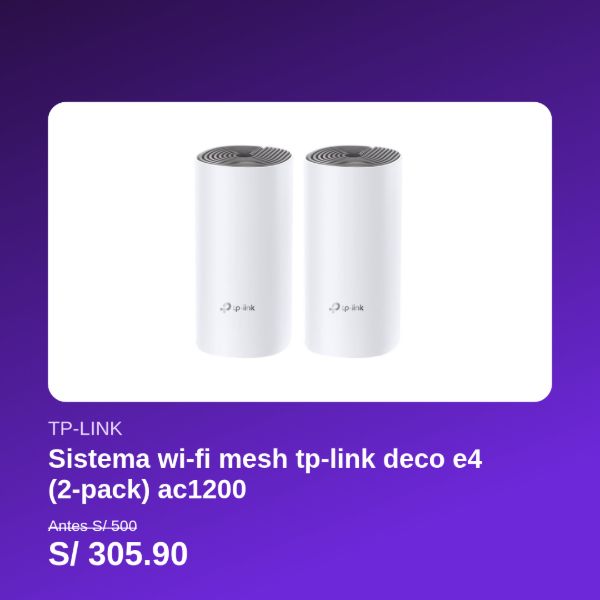 tp-link tp-link
TP-LINK
Sistema wi-fi mesh tp-link deco e4
(2-pack) ac1200
Antes S/ 500
S/ 305.90